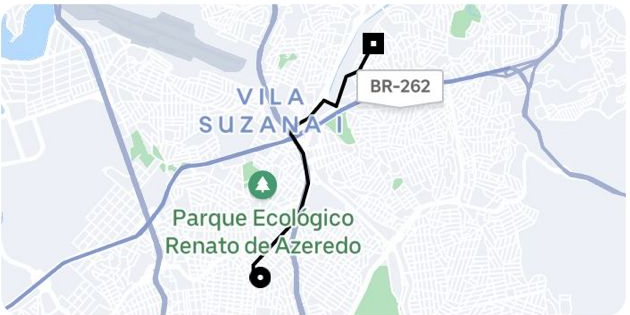 BR-262
VILA
SUZANA I
Parque Ecológico
Renato de Azeredo